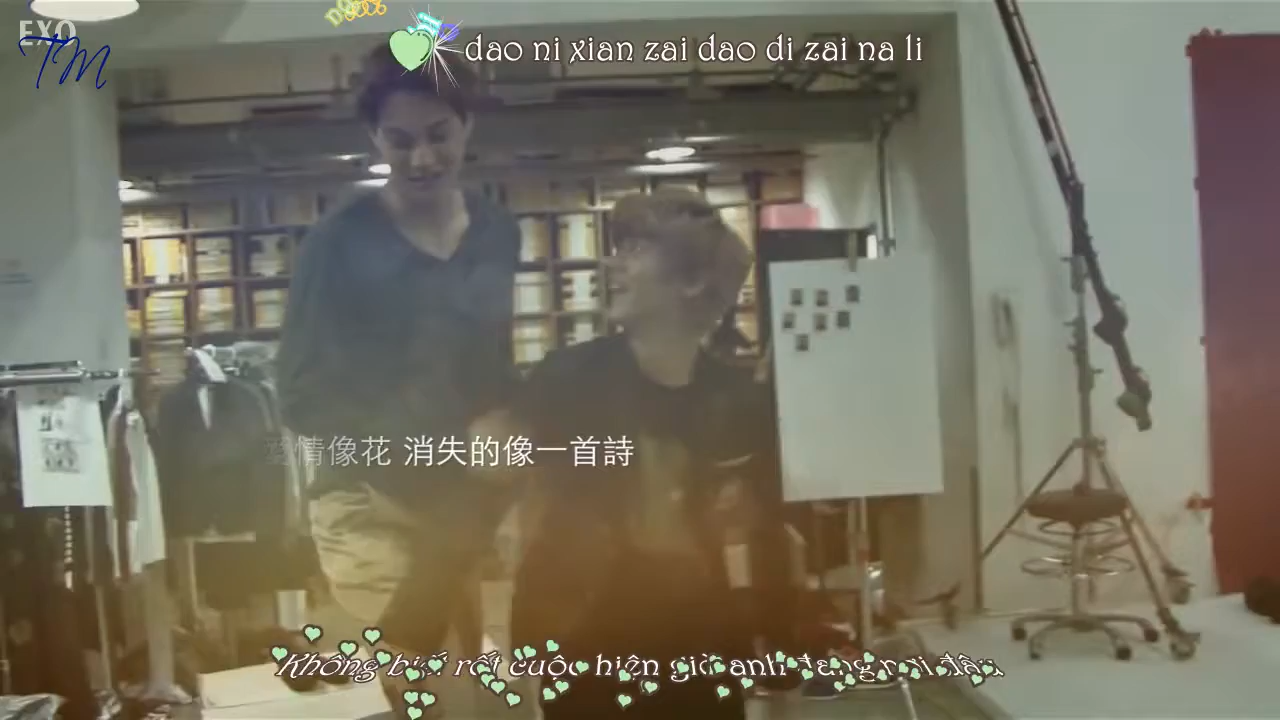 EXO
TM
dao ni xian zai dao di zai na li
愛情像花 消失的像一首詩
Không biết rốt cuộc hiện giờ anh đang nơi đâu